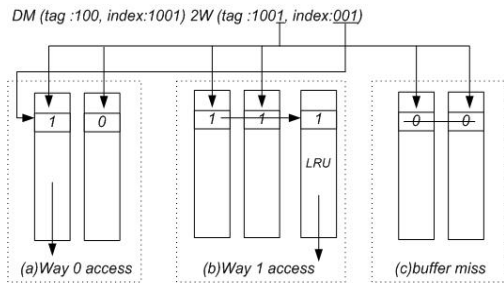 DM (tag :100, index:1001) 2W (tag :1001, index:001)
1 0 1 1 1 0 0
LRU
(a)Way 0 access (b)Way 1 access (c)buffer miss